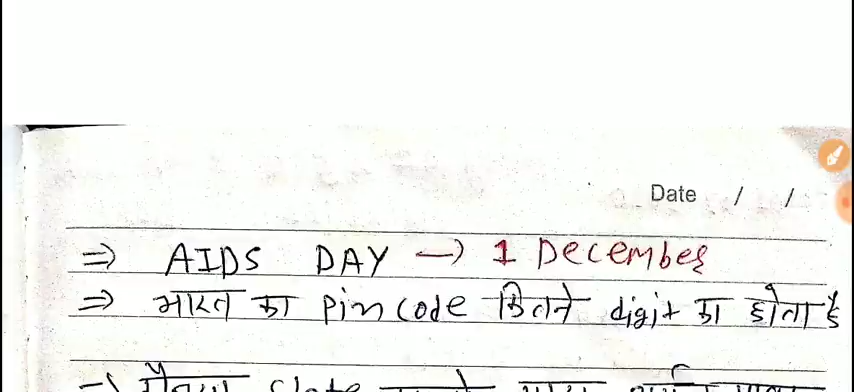 Date / /
⇒ AIDS DAY → 1 December
⇒ भारत का Pin code कितने digit का होता है